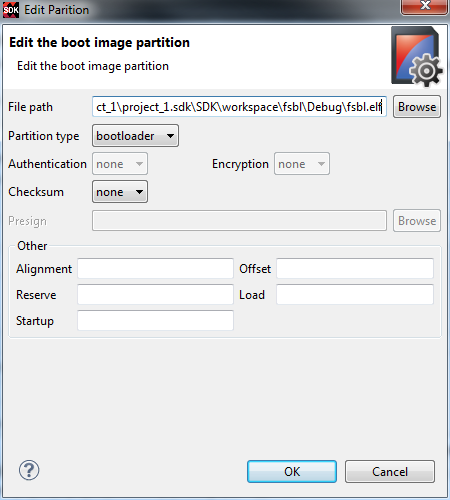 SDK Edit Parition
Edit the boot image partition
Edit the boot image partition
File path ct_1\project_1.sdk\SDK\workspace\fsbl\Debug\fsbl.elf Browse
Partition type bootloader
Authentication none Encryption none
Checksum none
Presign Browse
Other
Alignment Offset
Reserve Load
Startup
? OK Cancel